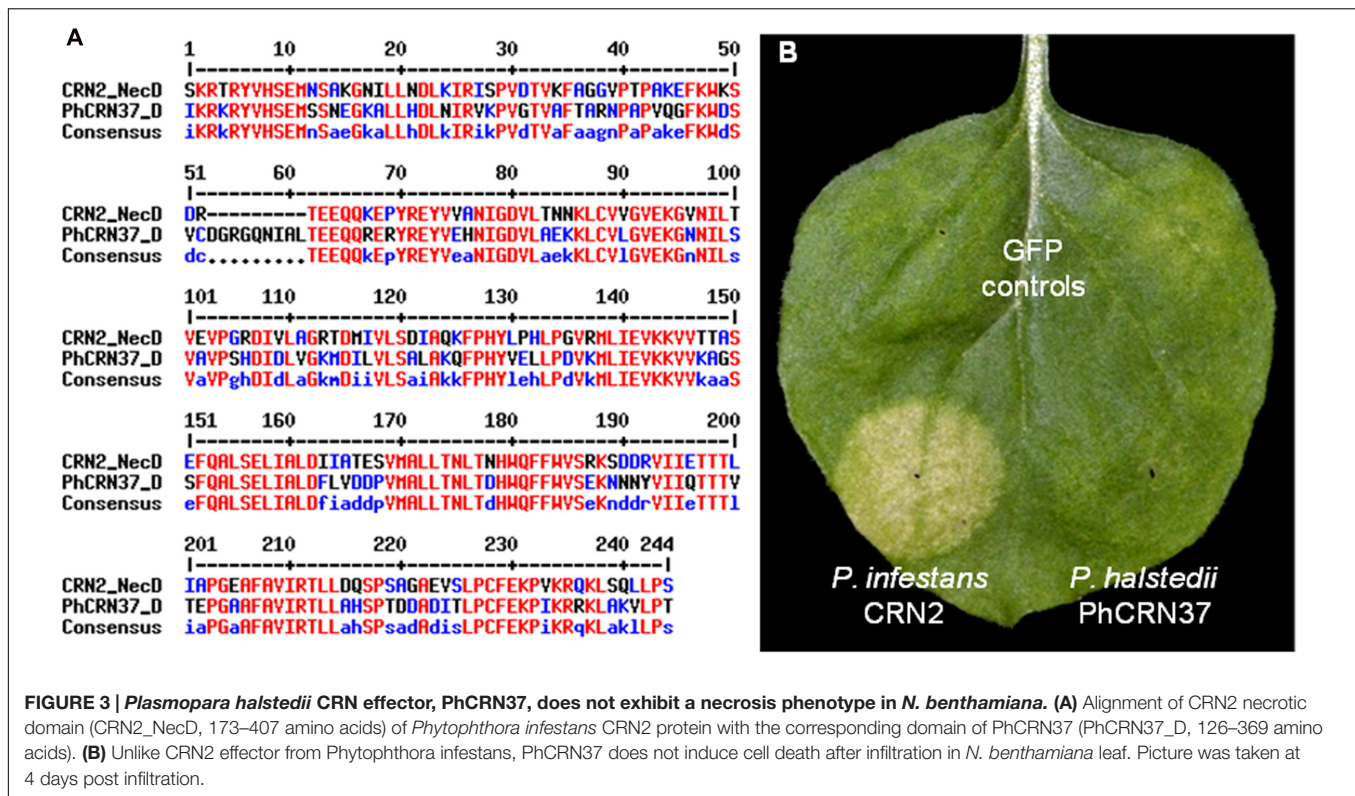 A
1 10 20 30 40 50
|--------+---------+---------+---------+---------|
CRN2_NecD SKRTRYVHSEMNSAKGNILLNDLKIRISPVDTVKFAGGVPTPAKEFKWKS
PhCRN37_D IKRKRYVHSEMSSNEGKALLHDLNIRVKPVGTVAFTARNPAPVQGFKWDS
Consensus iKRkRYVHSEMnSaeGkaLLhDLkIRikPVdTVaFaagnPaPakeFKWdS
51 60 70 80 90 100
|--------+---------+---------+---------+---------|
CRN2_NecD DR---------TEEQQKEPYREYVVANIGDVLTNNKLCVVGVEKGVNILT
PhCRN37_D VCDGRGQNIALTEEQQRERYREYVEHNIGDVLAEKKLCVLGVEKGNNILS
Consensus dc.........TEEQQkEpYREYVeaNIGDVLaekKLCVlGVEKGnNILs
101 110 120 130 140 150
|--------+---------+---------+---------+---------|
CRN2_NecD VEVPGRDIVLAGRTDMIVLSDIAQKFPHYLPHLPGVRMLIEVKKVVTTAS
PhCRN37_D VAVPSHDIDLVGKMDILVLSALAKQFPHYVELLPDVKMLIEVKKVVKAGS
Consensus VaVPghDIdLaGkmDiiVLSaiAkkFPHYlehLPdVkMLIEVKKVVkaaS
151 160 170 180 190 200
|--------+---------+---------+---------+---------|
CRN2_NecD EFQALSELIALDIIATESVMALLTNLTNHWQFFWVSRKSDDRVIIETTTL
PhCRN37_D SFQALSELIALDFLVDDPVMALLTNLTDHWQFFWVSEKNNNYVIIQTTTV
Consensus eFQALSELIALDfiaddpVMALLTNLTdHWQFFWVSeKnddrVIIeTTTl
201 210 220 230 240 244
|--------+---------+---------+---------+---|
CRN2_NecD IAPGEAFAVIRTLLDQSPSAGAEVSLPCFEKPVKRQKLSQLLPS
PhCRN37_D TEPGAAFAVIRTLLAHSPTDDADITLPCFEKPIKRRKLAKVLPT
Consensus iaPGaAFAVIRTLLahSPsadAdisLPCFEKPiKRqKLaklLPs
B
GFP
controls
P. infestans
CRN2
P. halstedii
PhCRN37
FIGURE 3 | Plasmopara halstedii CRN effector, PhCRN37, does not exhibit a necrosis phenotype in N. benthamiana. (A) Alignment of CRN2 necrotic
domain (CRN2_NecD, 173–407 amino acids) of Phytophthora infestans CRN2 protein with the corresponding domain of PhCRN37 (PhCRN37_D, 126–369 amino
acids). (B) Unlike CRN2 effector from Phytophthora infestans, PhCRN37 does not induce cell death after infiltration in N. benthamiana leaf. Picture was taken at
4 days post infiltration.